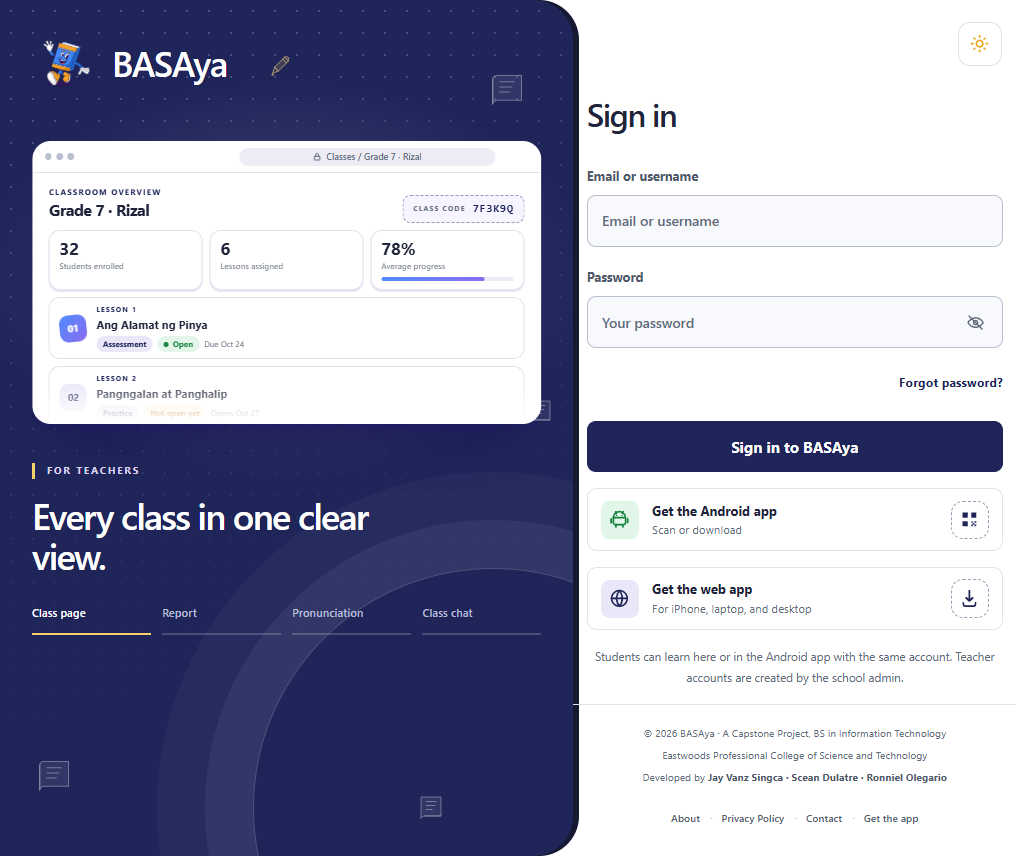 BASAya
Classes / Grade 7 · Rizal
CLASSROOM OVERVIEW
Grade 7 · Rizal
CLASS CODE 7F3K9Q
32
Students enrolled
6
Lessons assigned
78%
Average progress
LESSON 1
01
Ang Alamat ng Pinya
Assessment Open Due Oct 24
LESSON 2
02
Pangngalan at Panghalip
Practice Not open yet Opens Oct 27
FOR TEACHERS
Every class in one clear
view.
Class page Report Pronunciation Class chat
Sign in
Email or username
Email or username
Password
Your password
Forgot password?
Sign in to BASAya
Get the Android app
Scan or download
Get the web app
For iPhone, laptop, and desktop
Students can learn here or in the Android app with the same account. Teacher
accounts are created by the school admin.
© 2026 BASAya · A Capstone Project, BS in Information Technology
Eastwoods Professional College of Science and Technology
Developed by Jay Vanz Singca · Scean Dulatre · Ronniel Olegario
About · Privacy Policy · Contact · Get the app